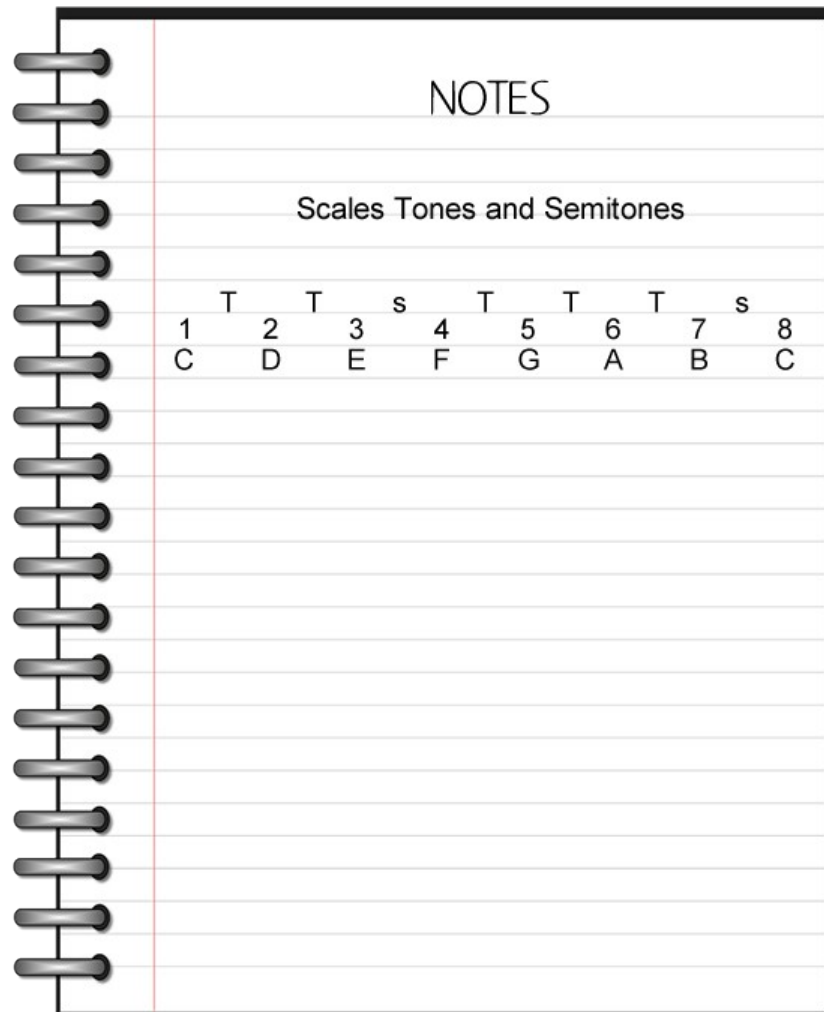 NOTES
Scales Tones and Semitones
T T s T T T s
1 2 3 4 5 6 7 8
C D E F G A B C